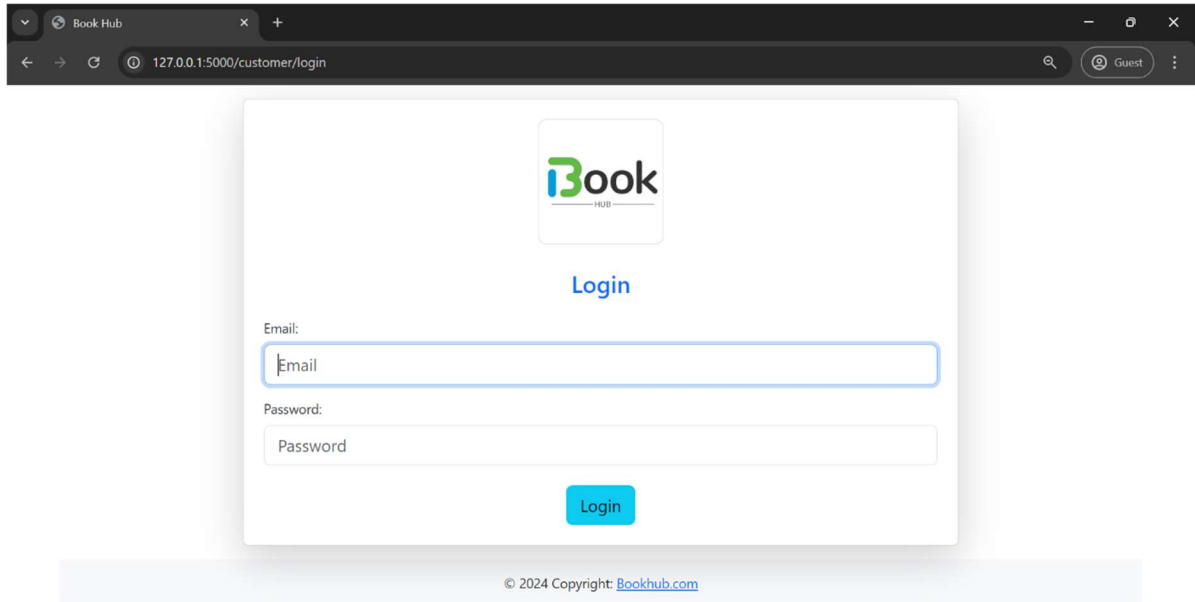 Book Hub
127.0.0.1:5000/customer/login
Guest
Book
HUB
Login
Email:
Email
Password:
Password
Login
© 2024 Copyright: Bookhub.com